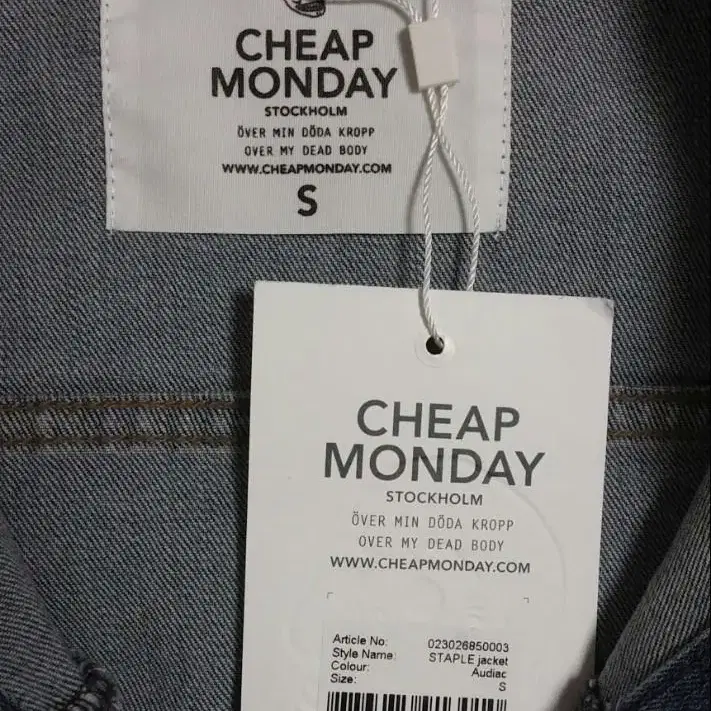 CHEAP
MONDAY
STOCKHOLM
ÖVER MIN DÖDA KROPP
OVER MY DEAD BODY
WWW.CHEAPMONDAY.COM
S
CHEAP
MONDAY
STOCKHOLM
ÖVER MIN DÖDA KROPP
OVER MY DEAD BODY
WWW.CHEAPMONDAY.COM
Article No: 023026850003
Style Name: STAPLE jacket
Colour: Audiac
Size: S